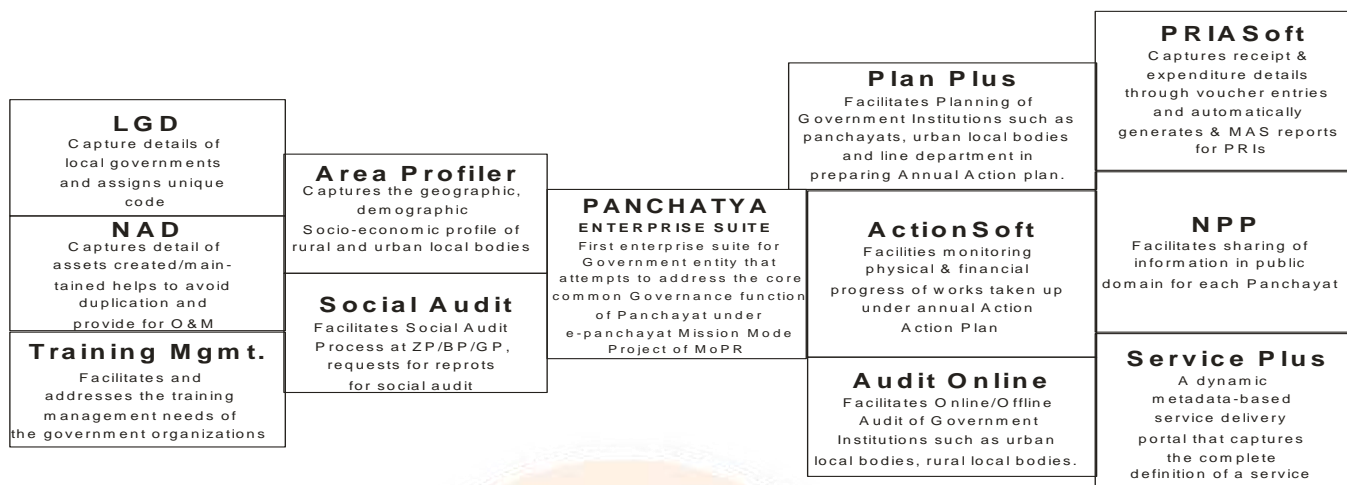 LGD
Capture details of
local governments
and assigns unique
code
NAD
Captures detail of
assets created/main-
tained helps to avoid
duplication and
provide for O&M
Training Mgmt.
Facilitates and
addresses the training
management needs of
the government organizations
Area Profiler
Captures the geographic,
demographic
Socio-economic profile of
rural and urban local bodies
Social Audit
Facilitates Social Audit
Process at ZP/BP/GP,
requests for reprots
for social audit
PANCHATYA
ENTERPRISE SUITE
First enterprise suite for
Government entity that
attempts to address the core
common Governance function
of Panchayat under
e-panchayat Mission Mode
Project of MoPR
Plan Plus
Facilitates Planning of
Government Institutions such as
panchayats, urban local bodies
and line department in
preparing Annual Action plan.
ActionSoft
Facilities monitoring
physical & financial
progress of works taken up
under annual Action
Action Plan
Audit Online
Facilitates Online/Offline
Audit of Government
Institutions such as urban
local bodies, rural local bodies.
PRIASoft
Captures receipt &
expenditure details
through voucher entries
and automatically
generates & MAS reports
for PRIs
NPP
Facilitates sharing of
information in public
domain for each Panchayat
Service Plus
A dynamic
metadata-based
service delivery
portal that captures
the complete
definition of a service